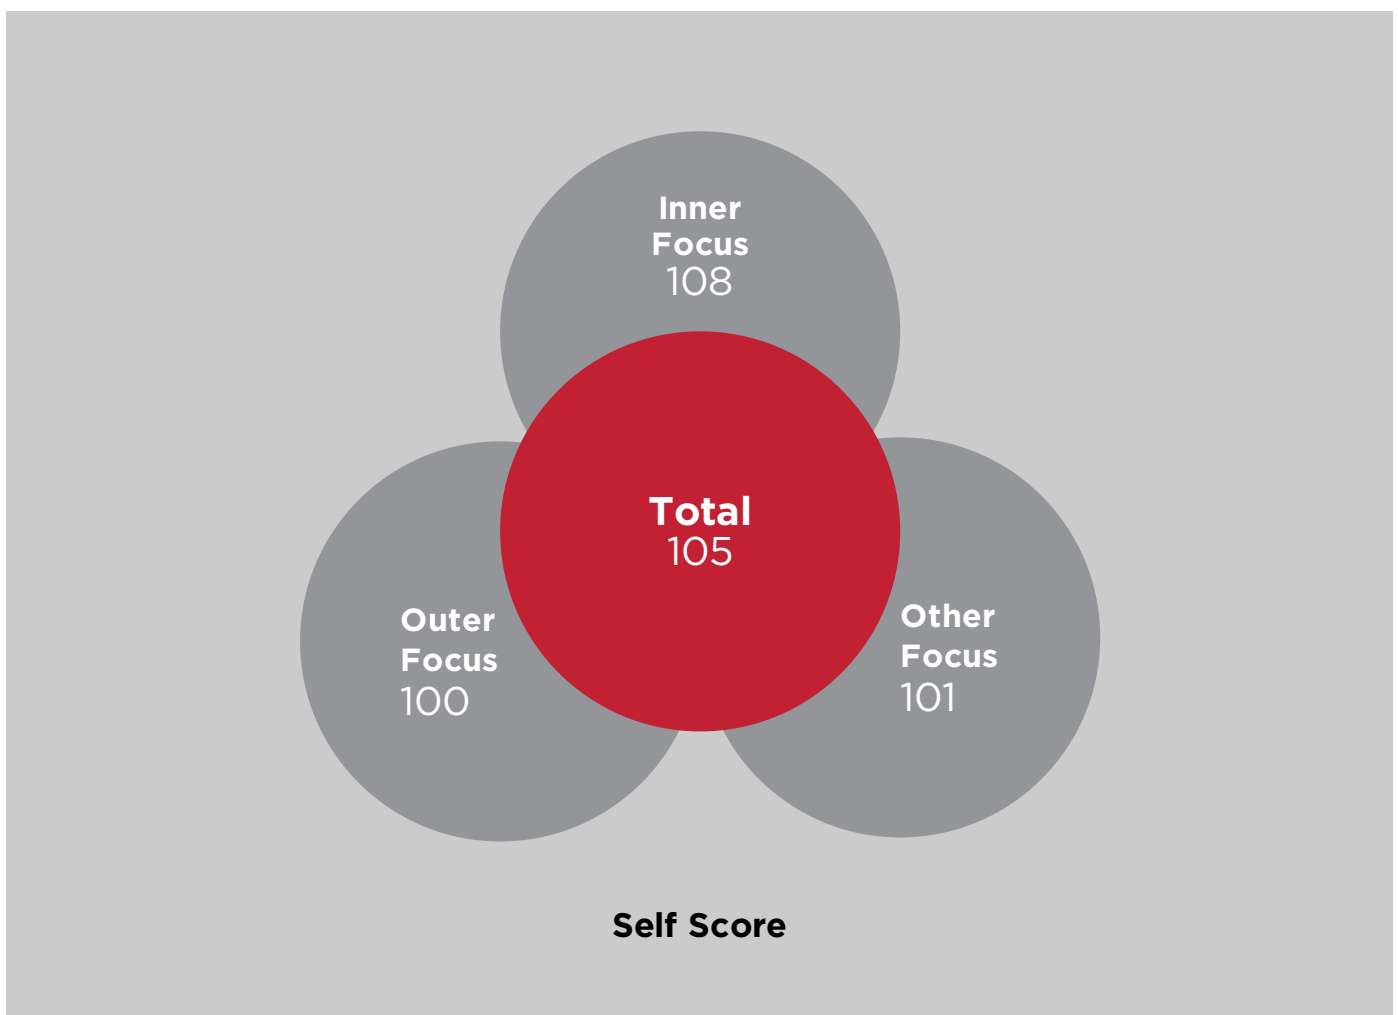 Inner
Focus
108
Total
105
Outer
Focus
100
Other
Focus
101
Self Score